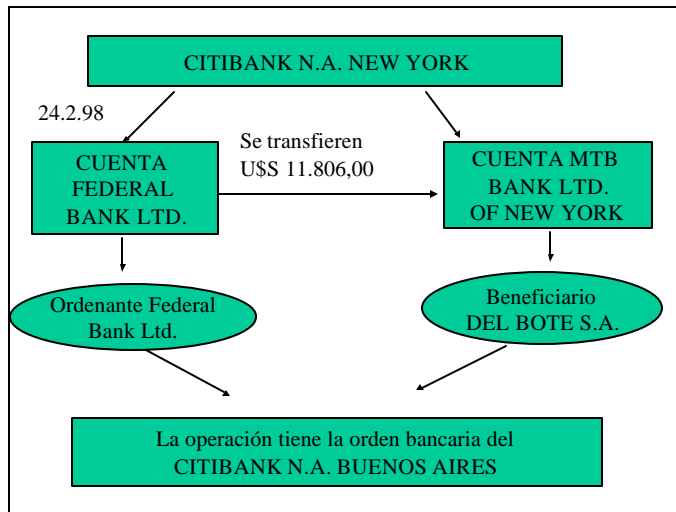 CITIBANK N.A. NEW YORK
24.2.98
Se transfieren
U$S 11.806,00
CUENTA
FEDERAL
BANK LTD.
CUENTA MTB
BANK LTD.
OF NEW YORK
Ordenante Federal
Bank Ltd.
Beneficiario
DEL BOTE S.A.
La operación tiene la orden bancaria del
CITIBANK N.A. BUENOS AIRES